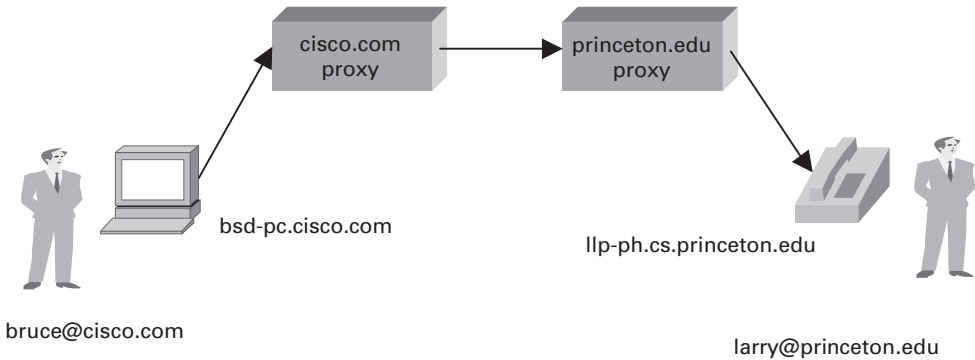 cisco.com
proxy
princeton.edu
proxy
bsd-pc.cisco.com
llp-ph.cs.princeton.edu
bruce@cisco.com
larry@princeton.edu